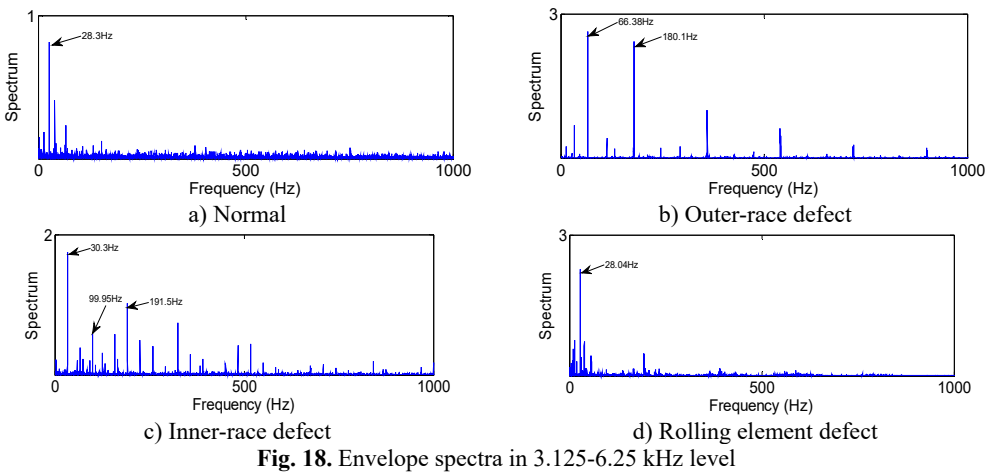 1
28.3Hz
Spectrum
0
500
1000
Frequency (Hz)
a) Normal
3
66.38Hz
180.1Hz
Spectrum
0
500
1000
Frequency (Hz)
b) Outer-race defect
2
30.3Hz
99.95Hz
191.5Hz
Spectrum
0
500
1000
Frequency (Hz)
c) Inner-race defect
3
28.04Hz
Spectrum
0
500
1000
Frequency (Hz)
d) Rolling element defect
Fig. 18. Envelope spectra in 3.125-6.25 kHz level